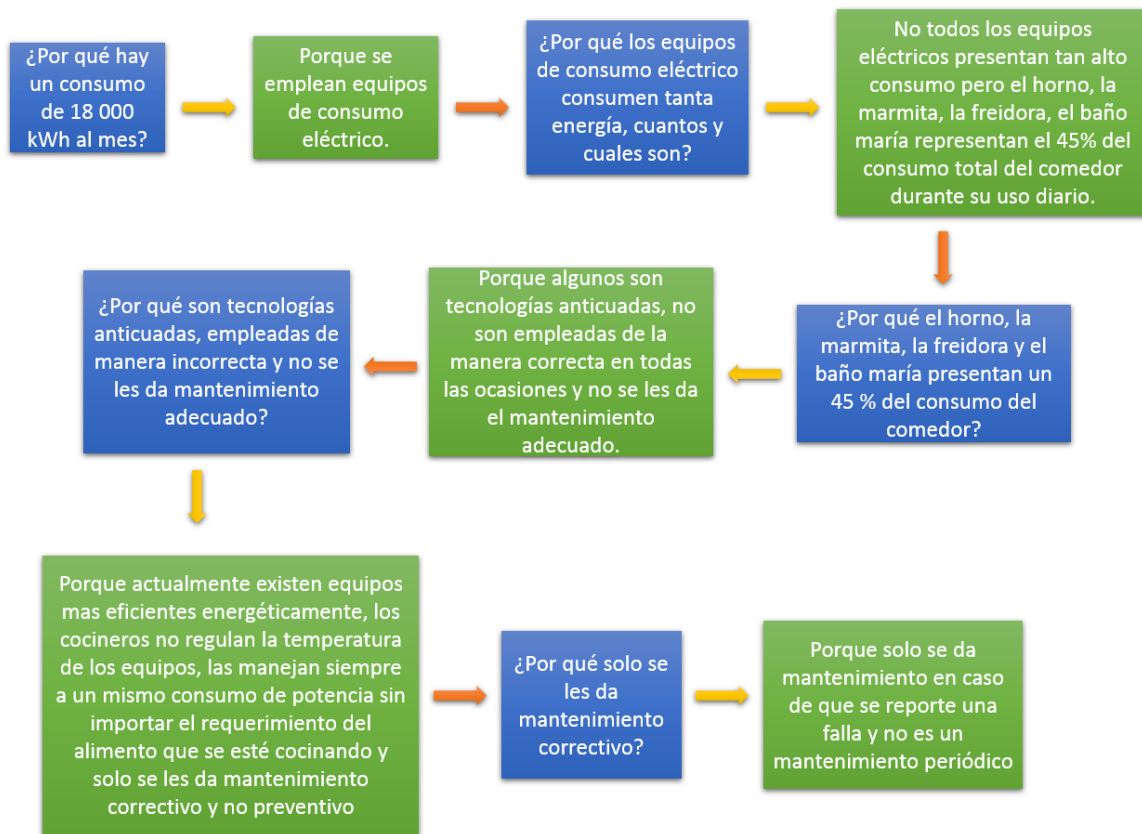 ¿Por qué hay
un consumo
de 18 000
kWh al mes?
Porque se
emplean equipos
de consumo
eléctrico.
¿Por qué los equipos
de consumo eléctrico
consumen tanta
energía, cuantos y
cuales son?
No todos los equipos
eléctricos presentan tan alto
consumo pero el horno, la
marmita, la freidora, el baño
maría representan el 45% del
consumo total del comedor
durante su uso diario.
¿Por qué el horno, la
marmita, la freidora y el
baño maría presentan un
45 % del consumo del
comedor?
Porque algunos son
tecnologías anticuadas, no
son empleadas de la
manera correcta en todas
las ocasiones y no se les da
el mantenimiento
adecuado.
¿Por qué son tecnologías
anticuadas, empleadas de
manera incorrecta y no se
les da mantenimiento
adecuado?
Porque actualmente existen equipos
mas eficientes energéticamente, los
cocineros no regulan la temperatura
de los equipos, las manejan siempre
a un mismo consumo de potencia sin
importar el requerimiento del
alimento que se esté cocinando y
solo se les da mantenimiento
correctivo y no preventivo
¿Por qué solo se
les da
mantenimiento
correctivo?
Porque solo se da
mantenimiento en caso
de que se reporte una
falla y no es un
mantenimiento periódico